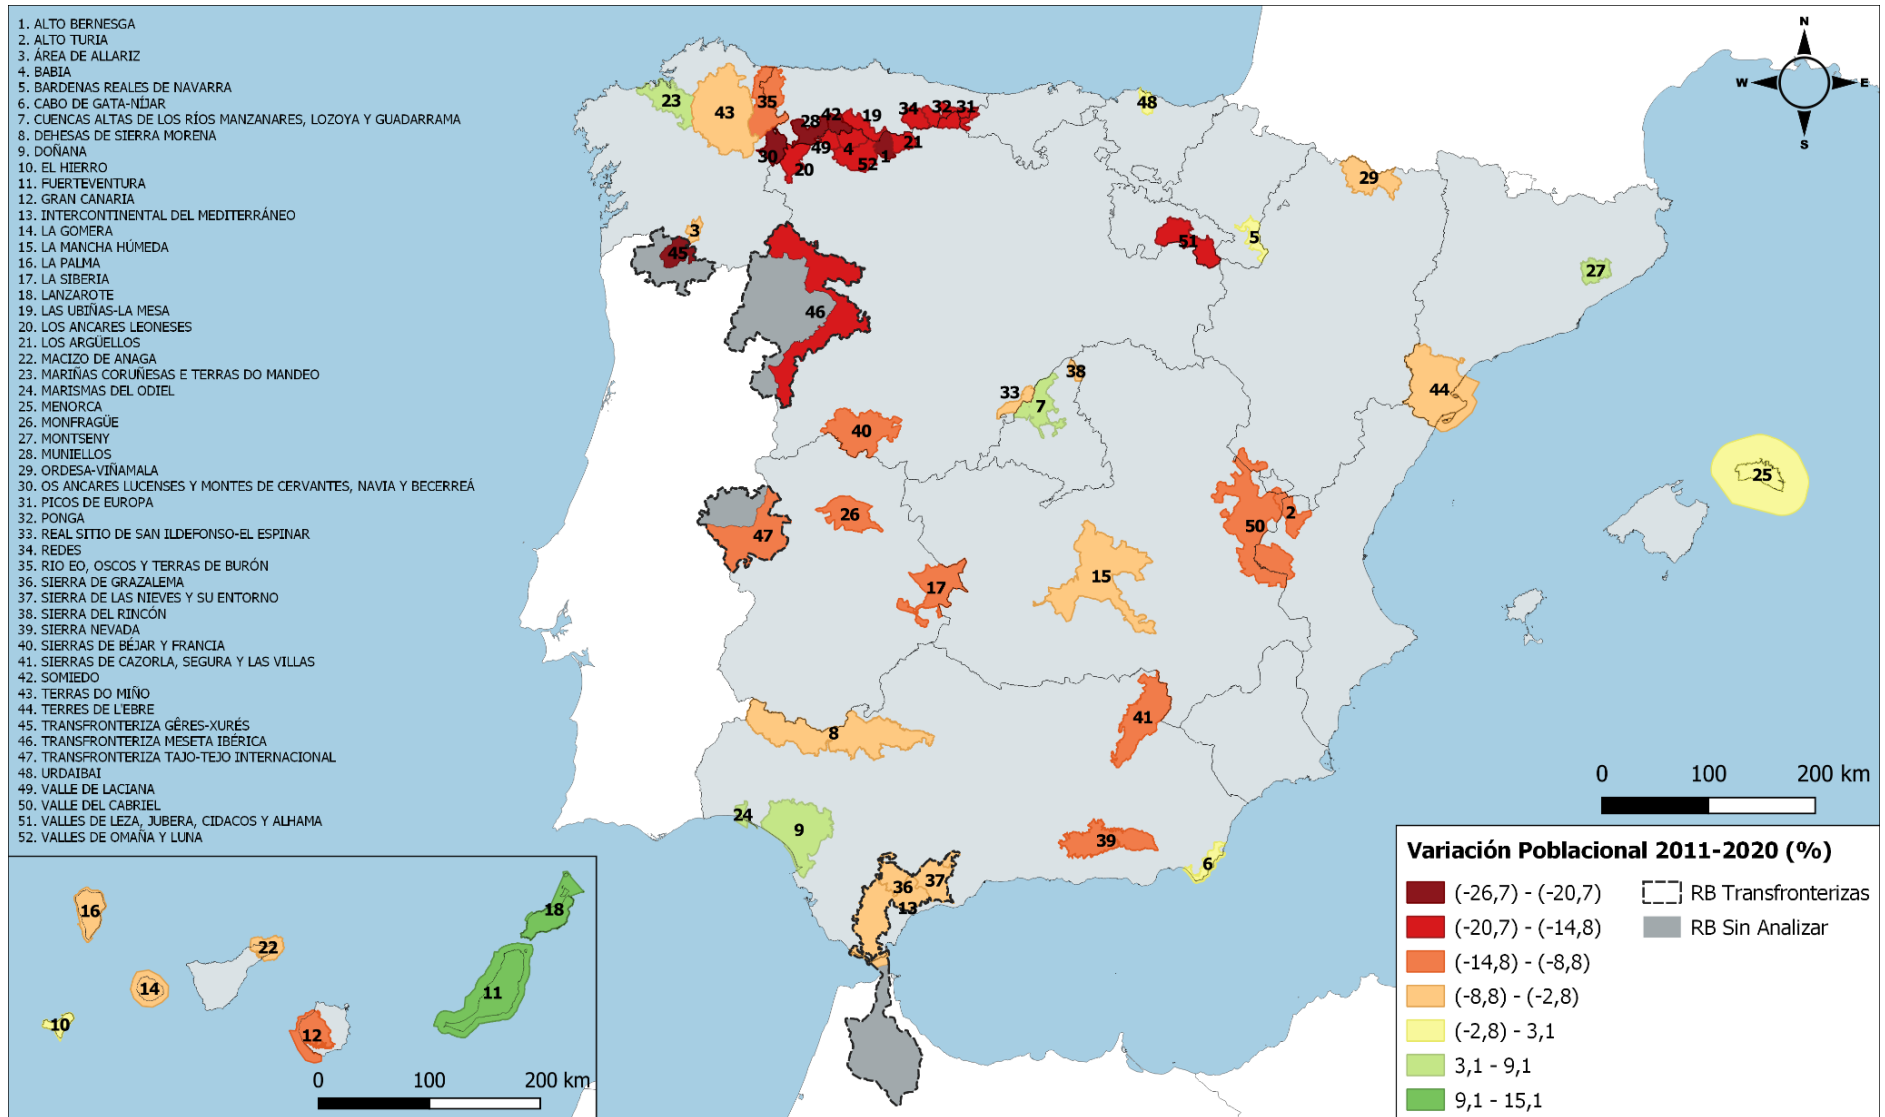 1. ALTO BERNESGA
2. ALTO TURIA
3. ÁREA DE ALLARIZ
4. BABIA
5. BARDENAS REALES DE NAVARRA
6. CABO DE GATA-NÍJAR
7. CUENCAS ALTAS DE LOS RÍOS MANZANARES, LOZOYA Y GUADARRAMA
8. DEHESAS DE SIERRA MORENA
9. DOÑANA
10. EL HIERRO
11. FUERTEVENTURA
12. GRAN CANARIA
13. INTERCONTINENTAL DEL MEDITERRÁNEO
14. LA GOMERA
15. LA MANCHA HÚMEDA
16. LA PALMA
17. LA SIBERIA
18. LANZAROTE
19. LAS UBIÑAS-LA MESA
20. LOS ANCARES LEONESES
21. LOS ARGÜELLOS
22. MACIZO DE ANAGA
23. MARIÑAS CORUÑESAS E TERRAS DO MANDEO
24. MARISMAS DEL ODIEL
25. MENORCA
26. MONFRAGÜE
27. MONTSENY
28. MUNIELLOS
29. ORDESA-VIÑAMALA
30. OS ANCARES LUCENSES Y MONTES DE CERVANTES, NAVIA Y BECERREÁ
31. PICOS DE EUROPA
32. PONGA
33. REAL SITIO DE SAN ILDEFONSO-EL ESPINAR
34. REDES
35. RIO EO, OSCOS Y TERRAS DE BURÓN
36. SIERRA DE GRAZALEMA
37. SIERRA DE LAS NIEVES Y SU ENTORNO
38. SIERRA DEL RINCÓN
39. SIERRA NEVADA
40. SIERRAS DE BÉJAR Y FRANCIA
41. SIERRAS DE CAZORLA, SEGURA Y LAS VILLAS
42. SOMIEDO
43. TERRAS DO MIÑO
44. TERRES DE L'EBRE
45. TRANSFRONTERIZA GÊRES-XURÉS
46. TRANSFRONTERIZA MESETA IBÉRICA
47. TRANSFRONTERIZA TAJO-TEJO INTERNACIONAL
48. URDAIBAI
49. VALLE DE LACIANA
50. VALLE DEL CABRIEL
51. VALLES DE LEZA, JUBERA, CIDACOS Y ALHAMA
52. VALLES DE OMAÑA Y LUNA
N
W E
S
23
43
35
28
42
19
34
32
31
48
30
20
49
4
52
1
21
29
3
45
51
5
27
46
38
33
7
44
40
25
26
47
50
2
17
15
41
8
24
9
39
6
36
37
13
0 100 200 km
16
22
18
14
11
10
12
0 100 200 km
Variación Poblacional 2011-2020 (%)
(-26,7) - (-20,7)
(-20,7) - (-14,8)
(-14,8) - (-8,8)
(-8,8) - (-2,8)
(-2,8) - 3,1
3,1 - 9,1
9,1 - 15,1
RB Transfronterizas
RB Sin Analizar